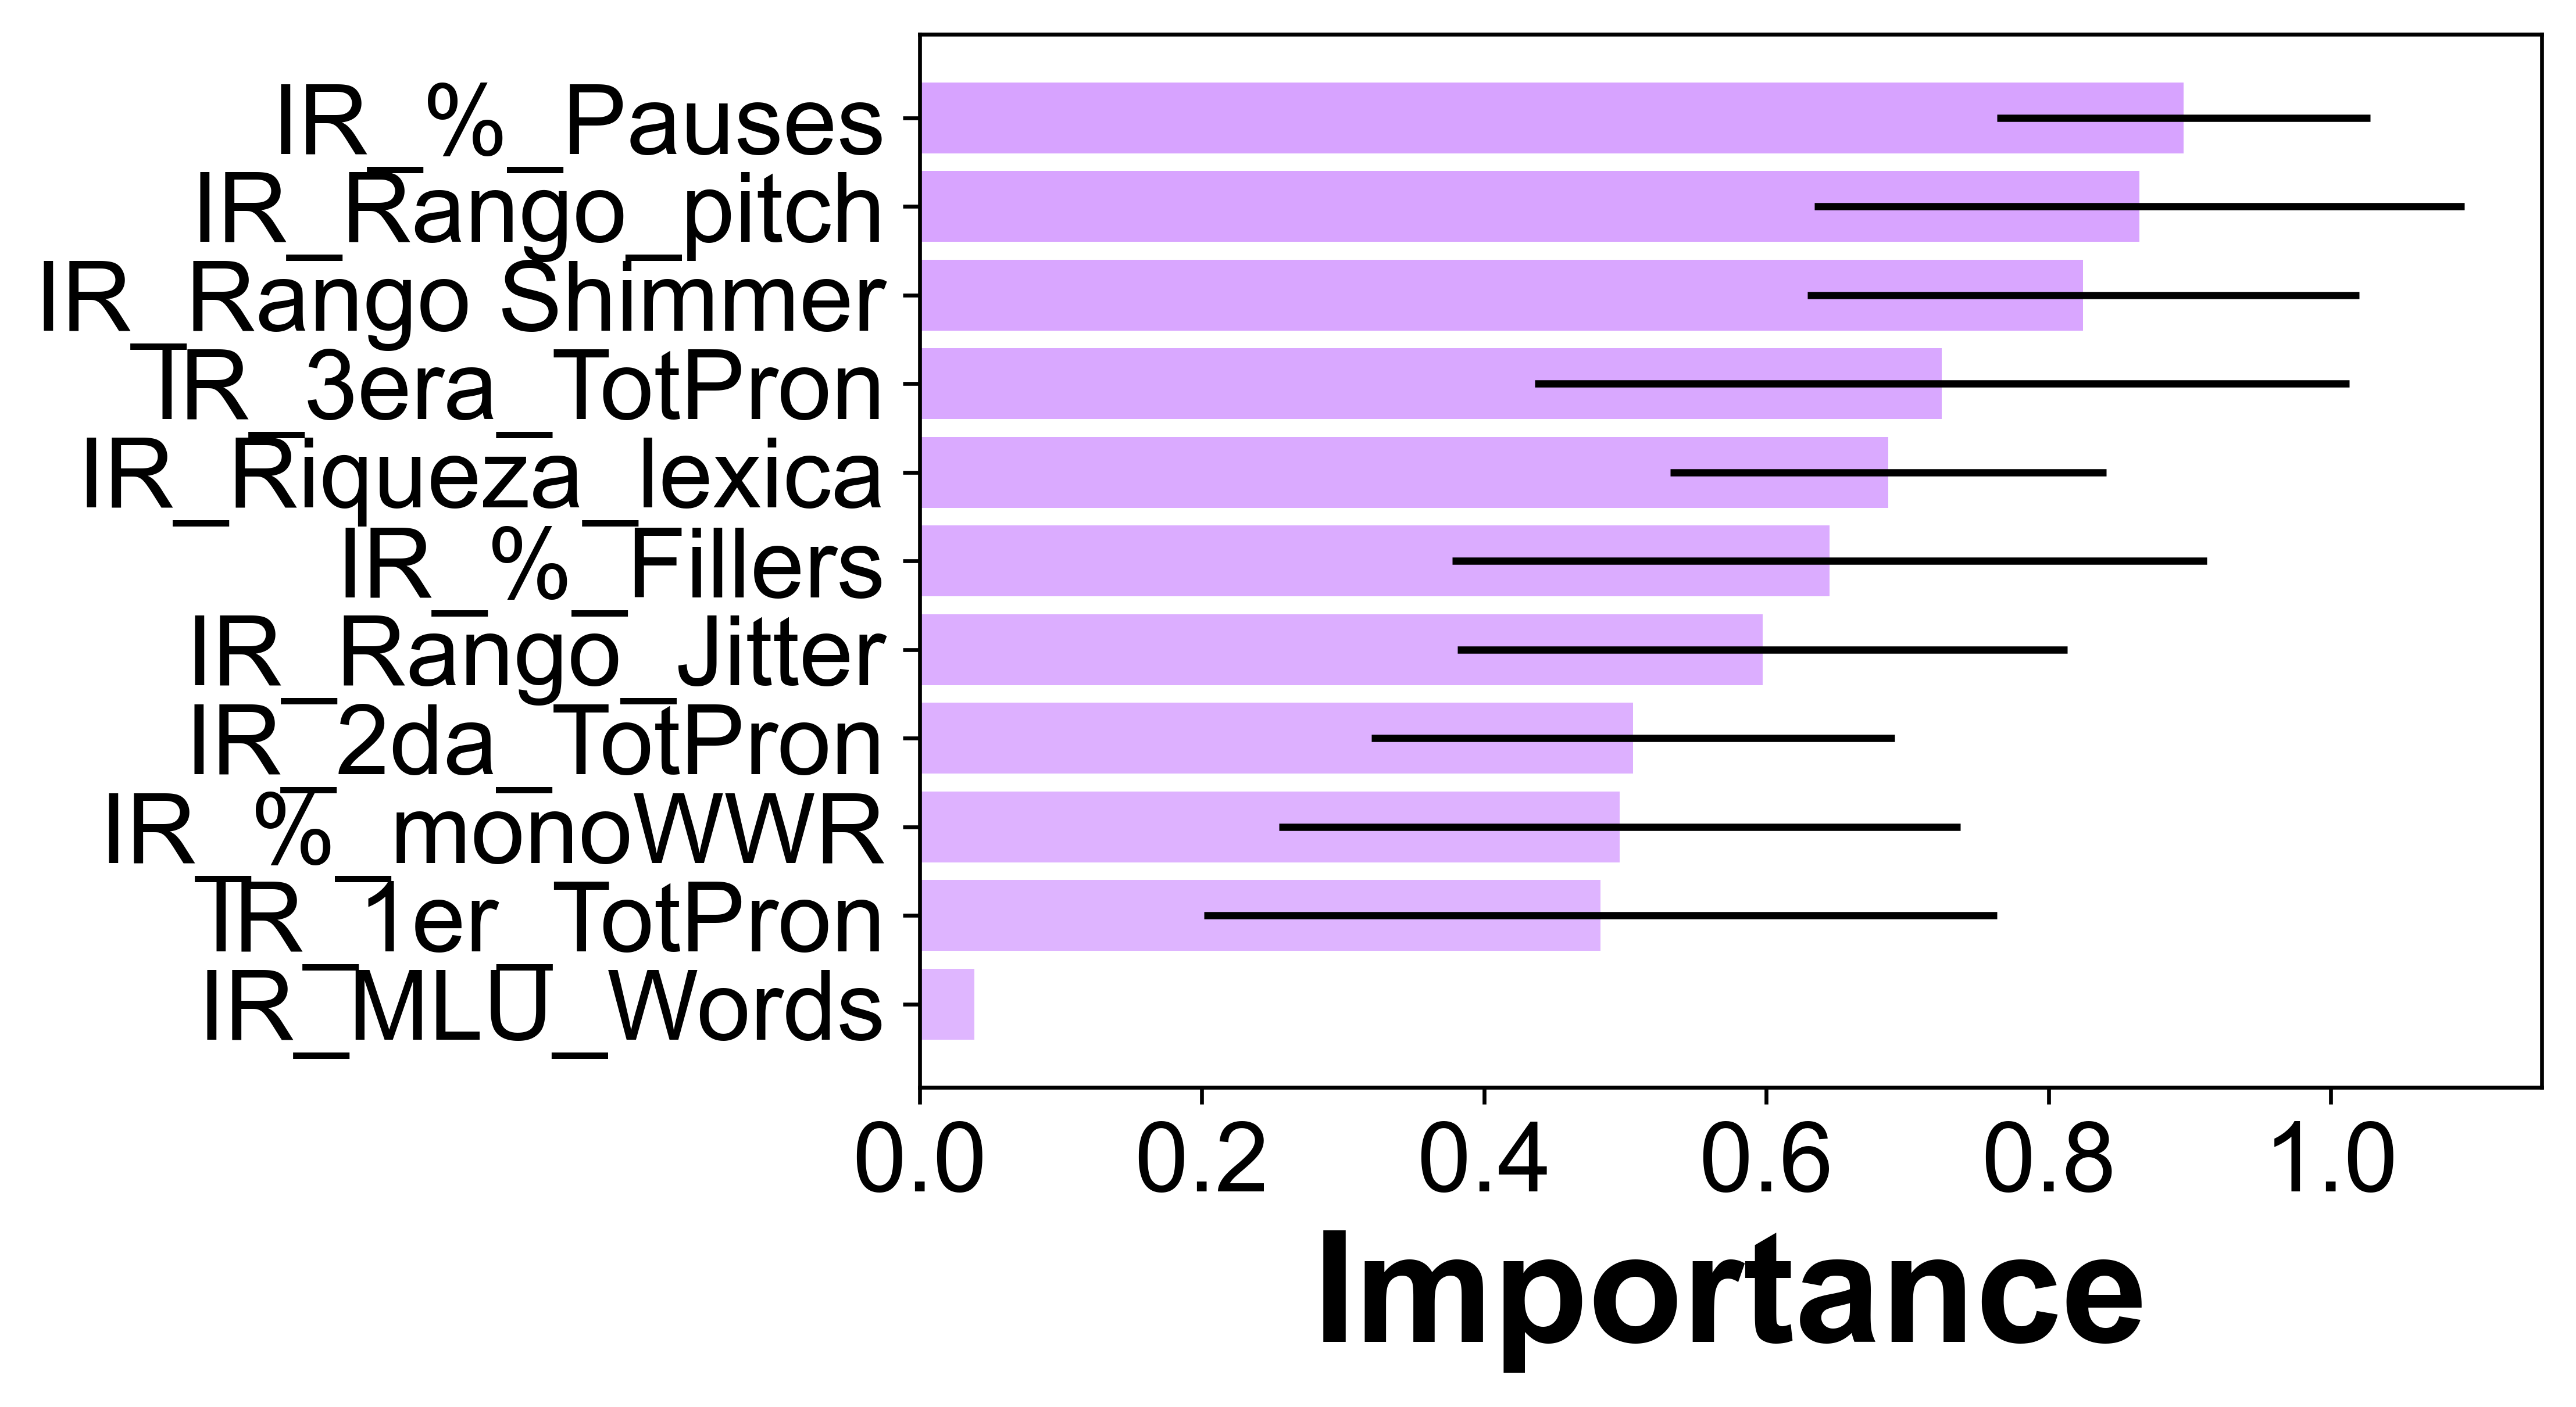 IR_%_Pauses
IR_Rango_pitch
IR_Rango Shimmer
IR_3era_TotPron
IR_Riqueza_lexica
IR_%_Fillers
IR_Rango_Jitter
IR_2da_TotPron
IR_%_monoWWR
IR_1er_TotPron
IR_MLU_Words
0.0 0.2 0.4 0.6 0.8 1.0
Importance